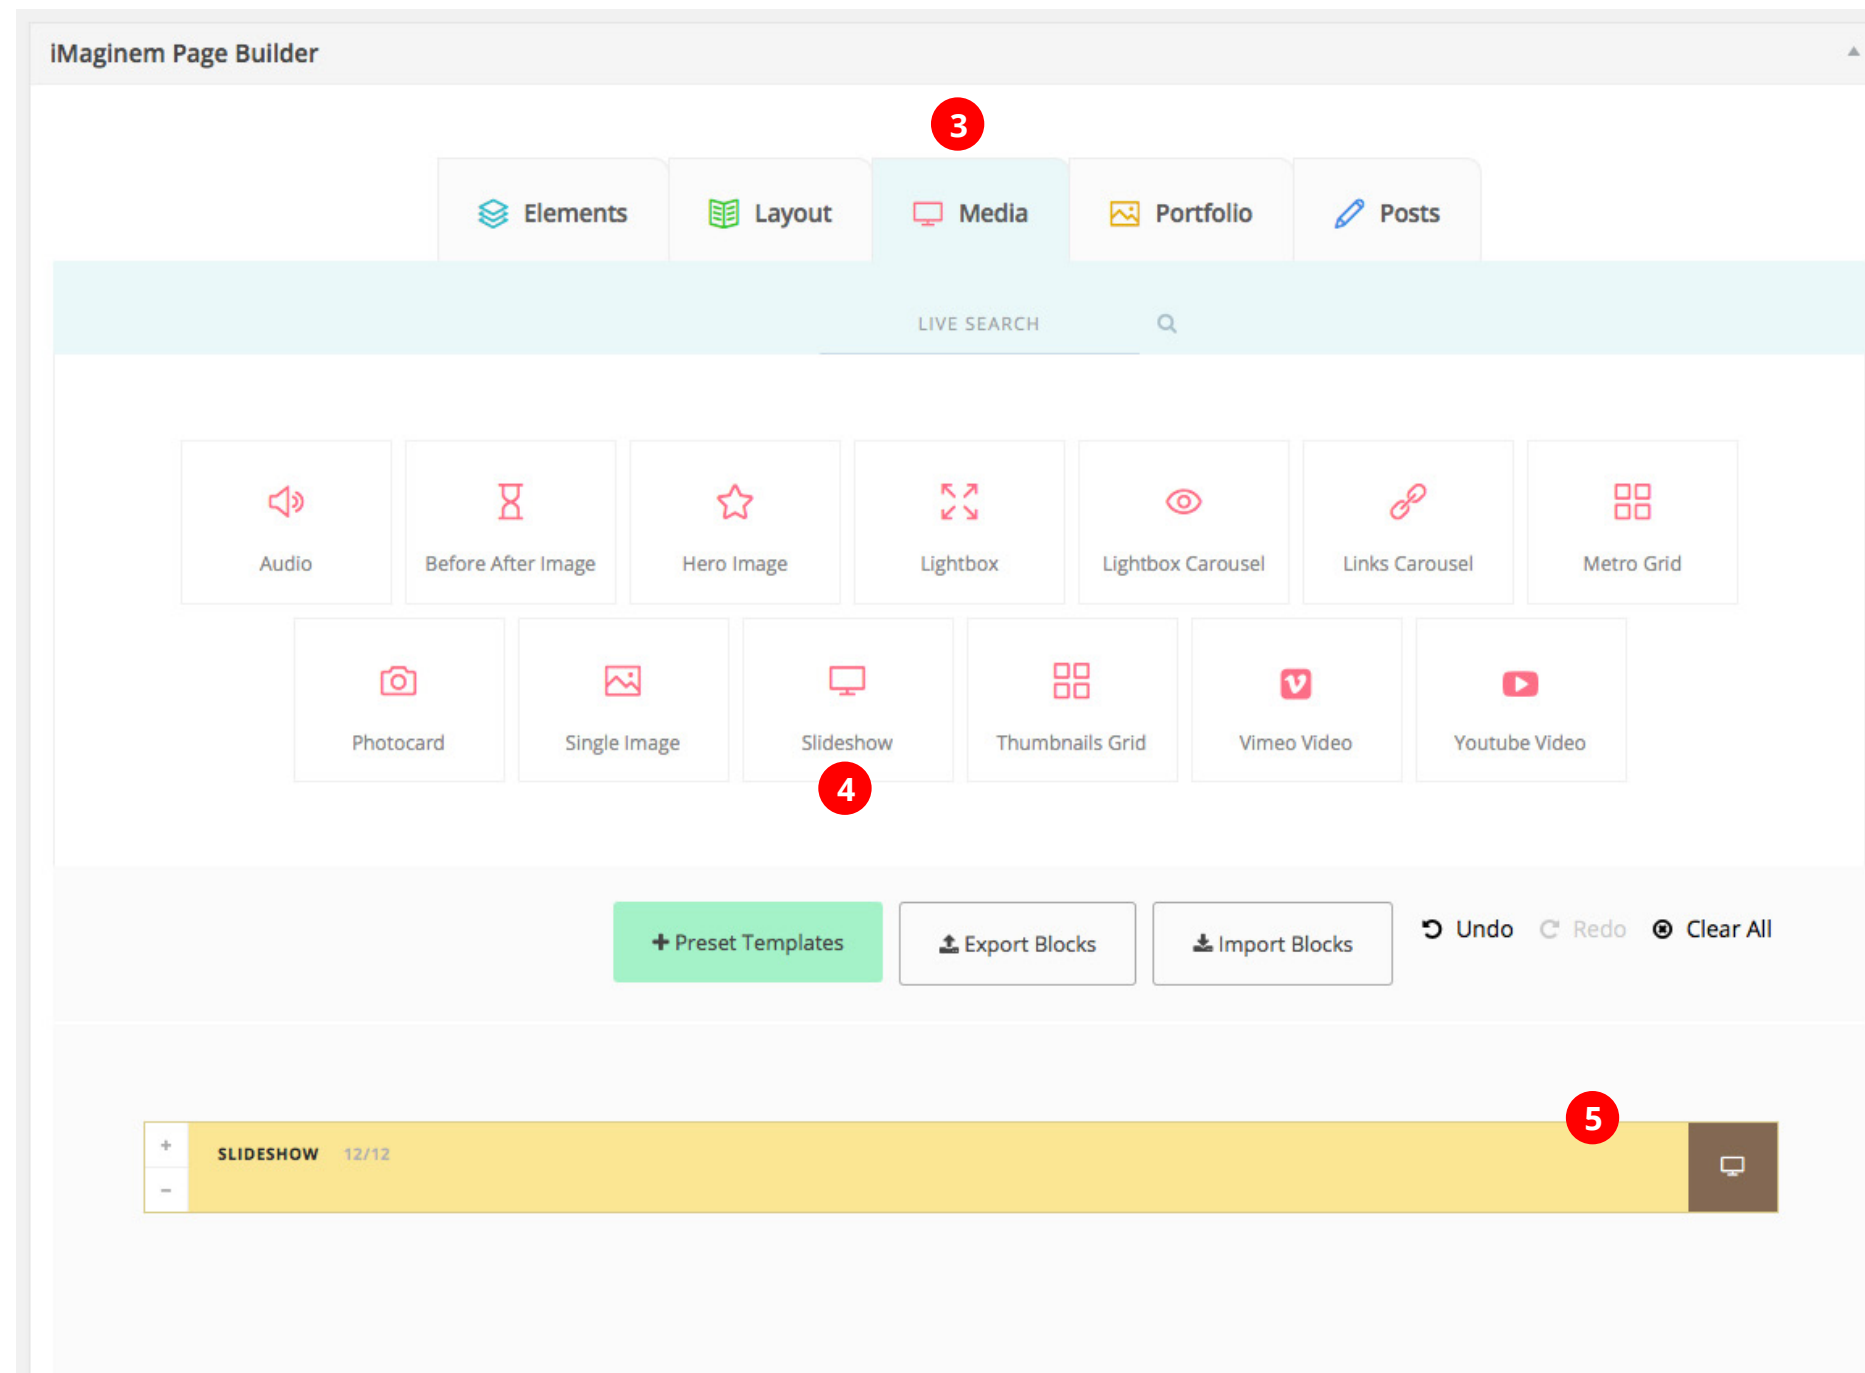 iMaginem Page Builder
3
Elements Layout Media Portfolio Posts
LIVE SEARCH
Audio Before After Image Hero Image Lightbox Lightbox Carousel Links Carousel Metro Grid
Photocard Single Image Slideshow Thumbnails Grid Vimeo Video Youtube Video
4
+ Preset Templates Export Blocks Import Blocks Undo Redo Clear All
5
+
SLIDESHOW 12/12
-